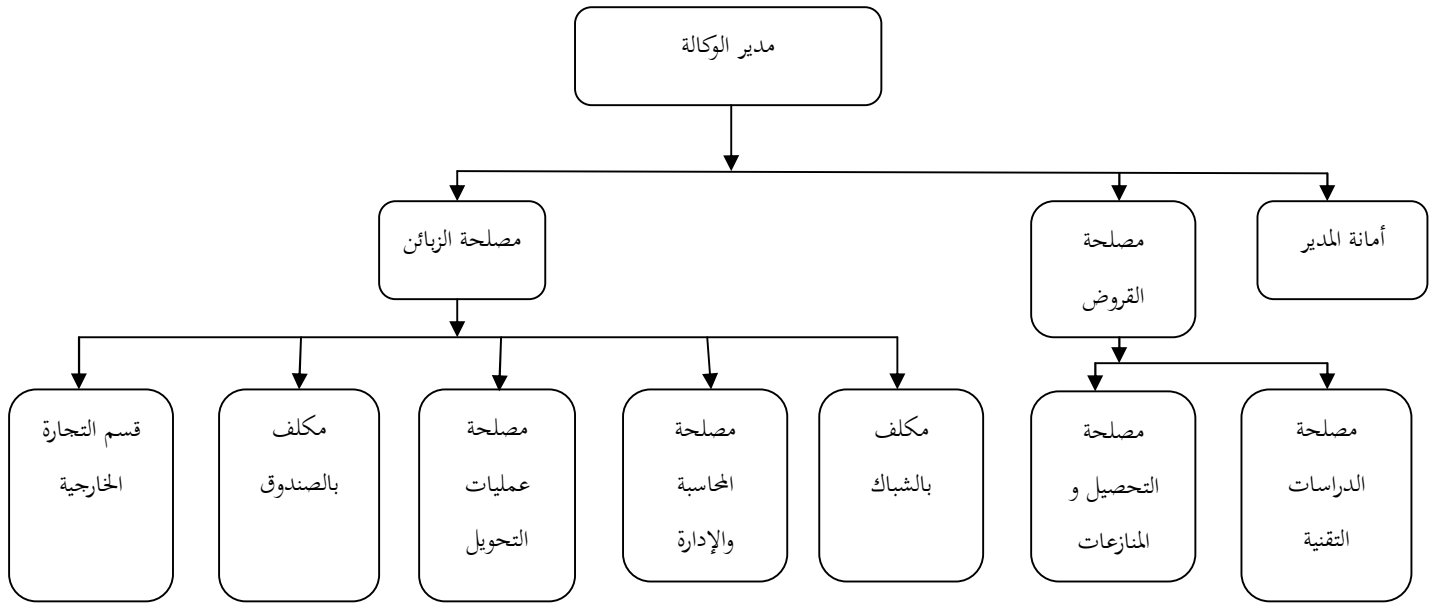 مدير الوكالة
أمانة المدير
مصلحة
القروض
مصلحة الزبائن
مصلحة
الدراسات
التقنية
مصلحة
التحصيل و
المنازعات
مكلف
بالشباك
مصلحة
المحاسبة
والإدارة
مصلحة
عمليات
التحويل
مكلف
بالصندوق
قسم التجارة
الخارجية